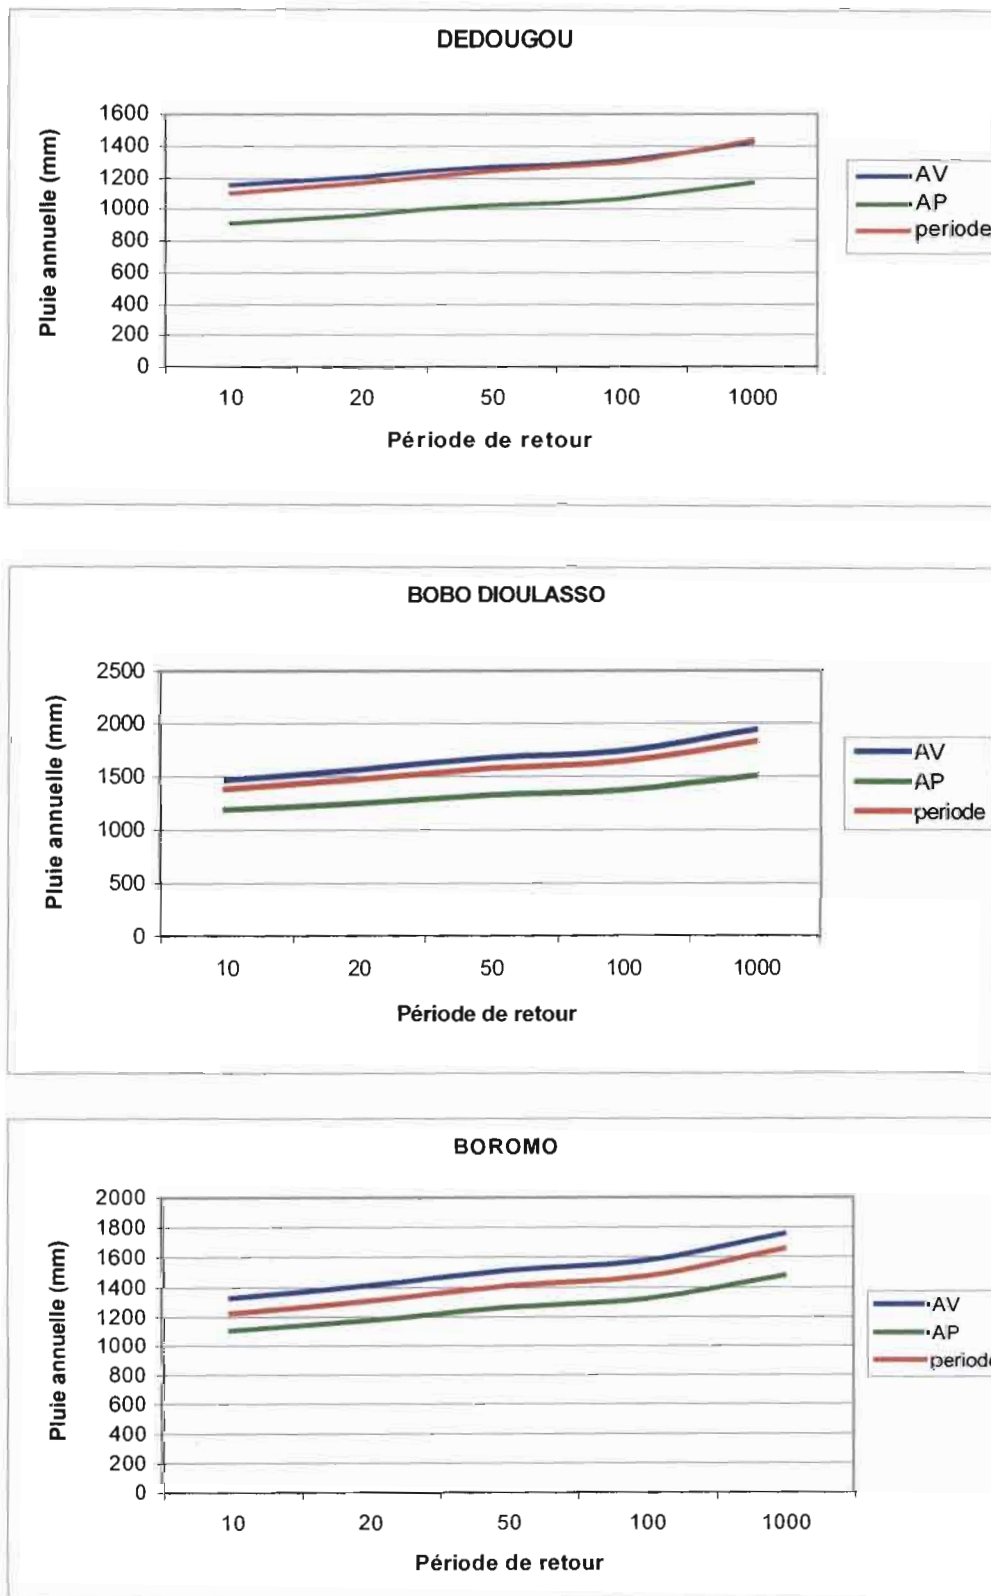 DEDOUGOU
Pluie annuelle (mm)
1600
1400
1200
1000
800
600
400
200
0
10 20 50 100 1000
Période de retour
AV
AP
periode
BOBO DIOULASSO
Pluie annuelle (mm)
2500
2000
1500
1000
500
0
10 20 50 100 1000
Période de retour
AV
AP
periode
BOROMO
Pluie annuelle (mm)
2000
1800
1600
1400
1200
1000
800
600
400
200
0
10 20 50 100 1000
Période de retour
AV
AP
periode